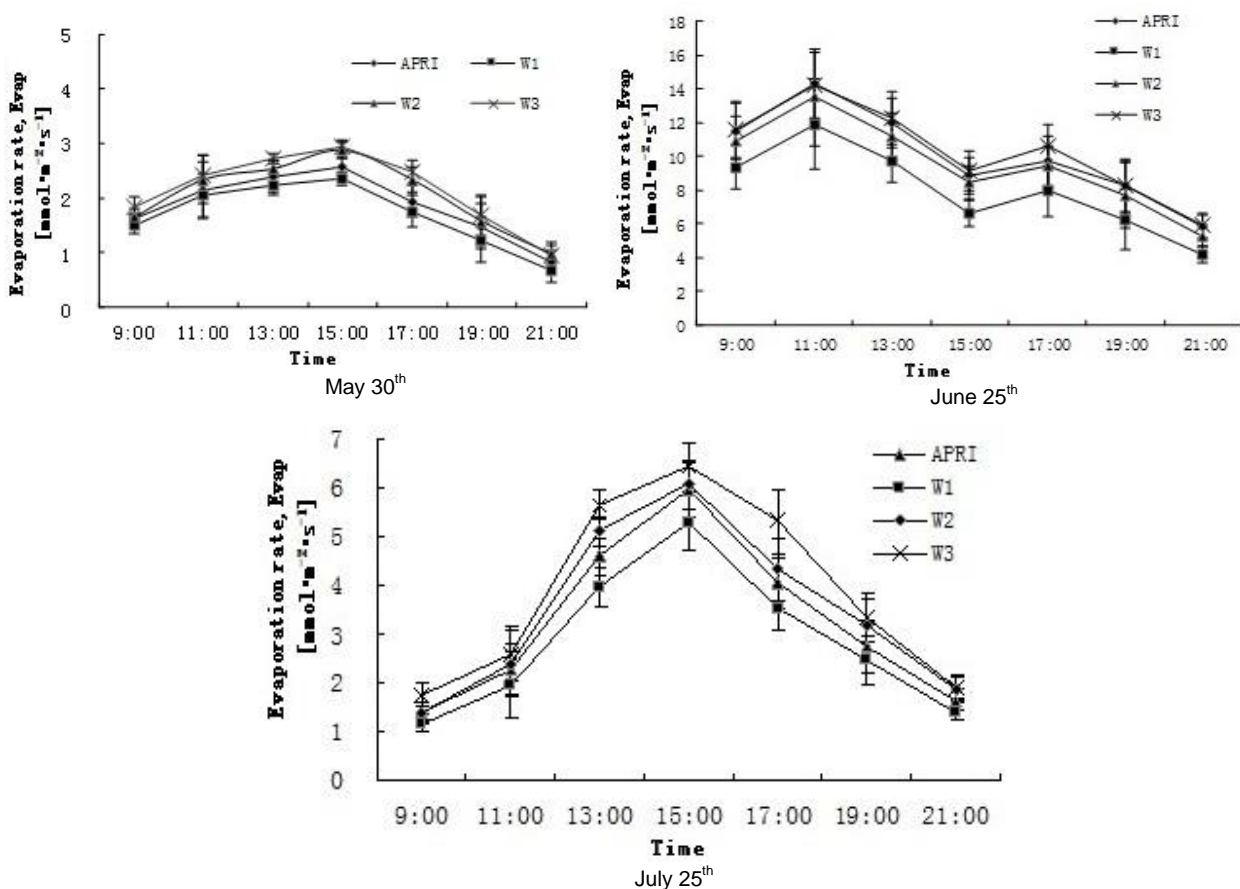 5
4
3
2
1
0
Evaporation rate, Evap
[mmol•m⁻²•s⁻¹]
APRI
W1
W2
W3
9:00 11:00 13:00 15:00 17:00 19:00 21:00
Time
May 30th
18
16
14
12
10
8
6
4
2
0
Evaporation rate, Evap
[mmol•m⁻²•s⁻¹]
APRI
W1
W2
W3
9:00 11:00 13:00 15:00 17:00 19:00 21:00
Time
June 25th
7
6
5
4
3
2
1
0
Evaporation rate, Evap
[mmol•m⁻²•s⁻¹]
APRI
W1
W2
W3
9:00 11:00 13:00 15:00 17:00 19:00 21:00
Time
July 25th